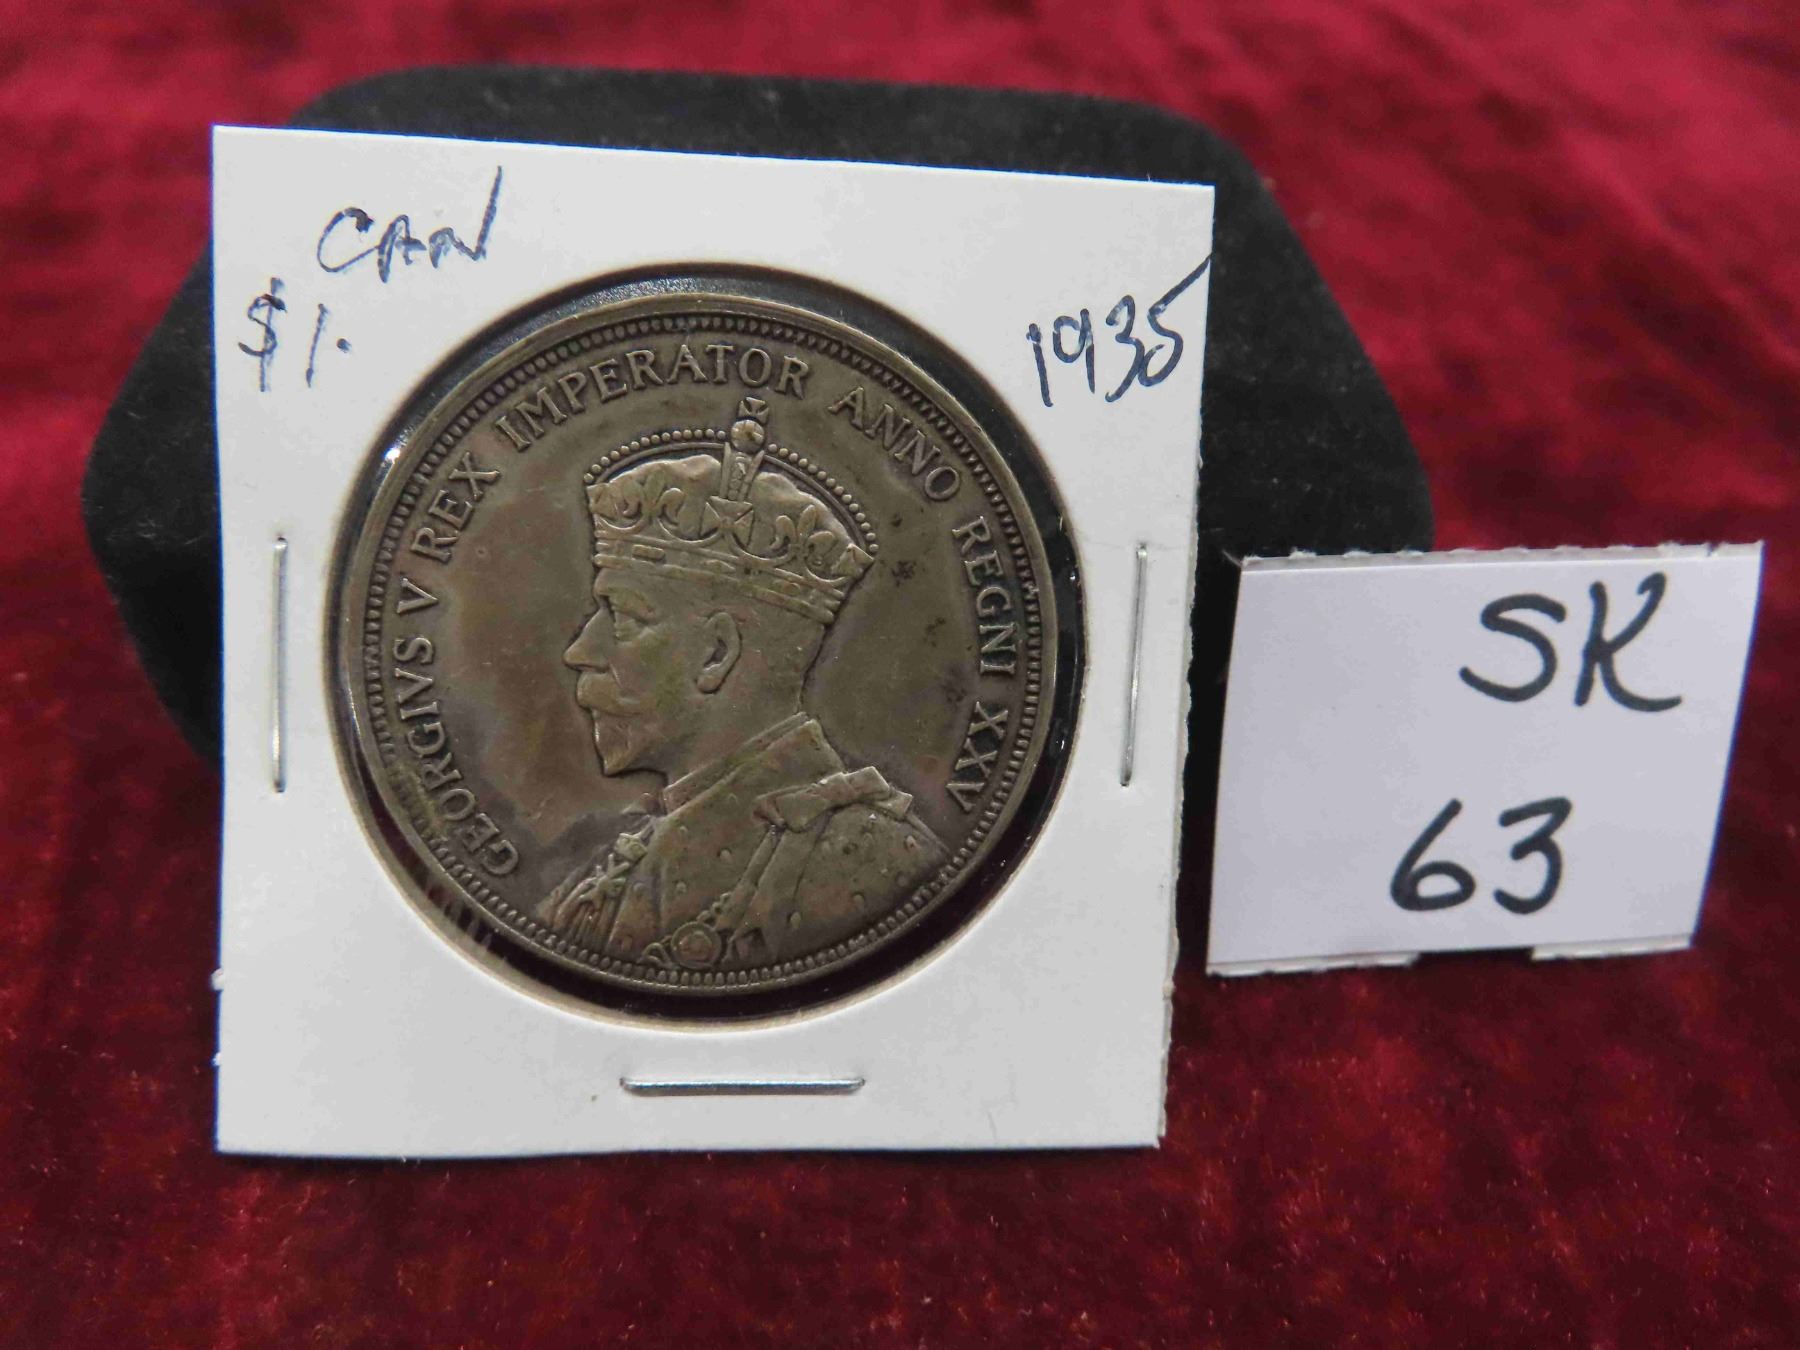 CAN
$1.
1935
GEORGIVS V REX IMPERATOR ANNO REGNI XXV
SK
63